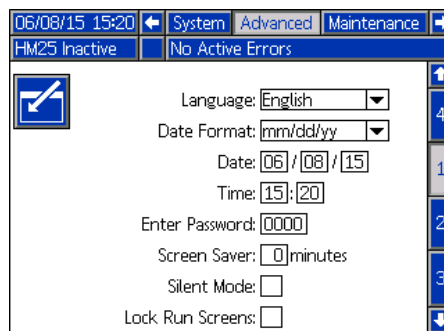 06/08/15 15:20 System Advanced Maintenance
HM25 Inactive No Active Errors
Language: English
Date Format: mm/dd/yy
Date: 06 / 08 / 15
Time: 15 : 20
Enter Password: 0000
Screen Saver: 0 minutes
Silent Mode:
Lock Run Screens:
4
1
2
3